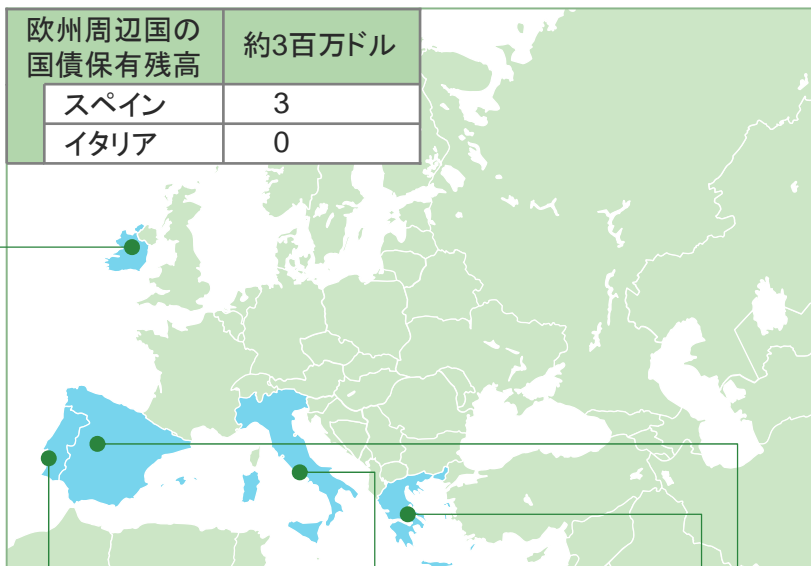 欧州周辺国の
国債保有残高
約3百万ドル
スペイン 3
イタリア 0